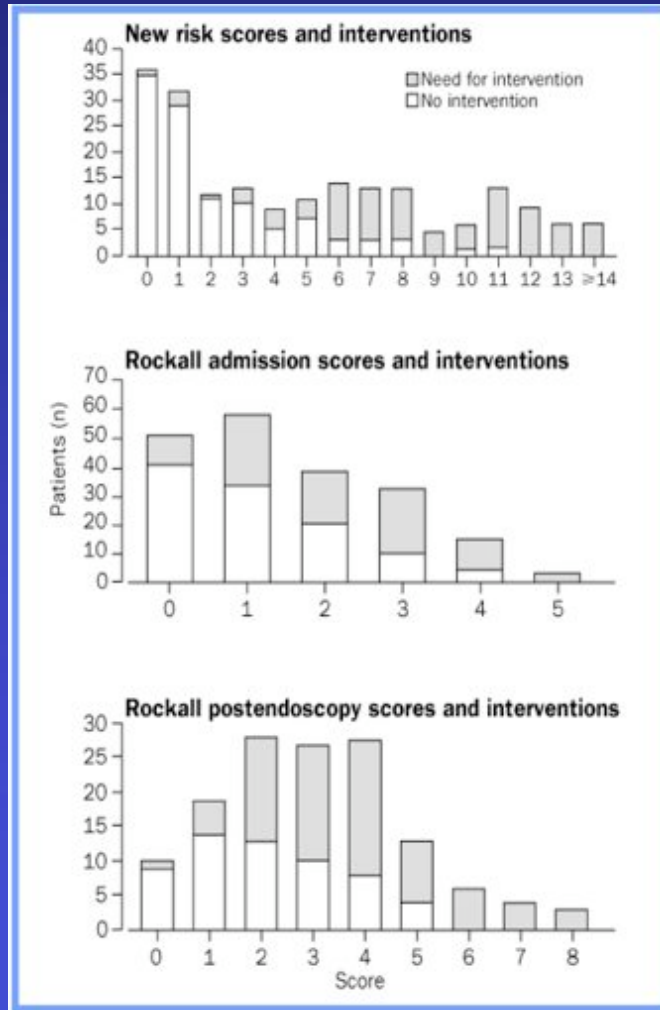 New risk scores and interventions
40
35
30
25
20
15
10
5
0
Need for intervention
No intervention
0 1 2 3 4 5 6 7 8 9 10 11 12 13 ⩾14
Rockall admission scores and interventions
Patients (n)
70
60
50
40
30
20
10
0
0 1 2 3 4 5
Rockall postendoscopy scores and interventions
30
25
20
15
10
5
0
0 1 2 3 4 5 6 7 8
Score